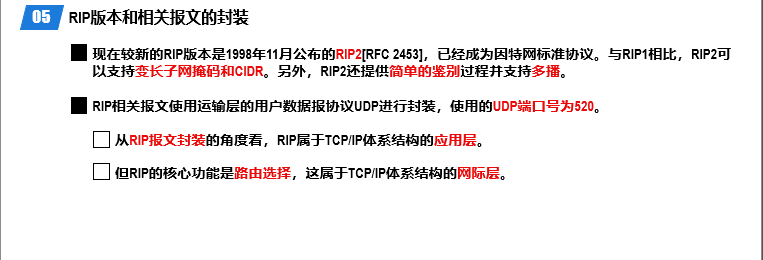 05 RIP版本和相关报文的封装
现在较新的RIP版本是1998年11月公布的RIP2[RFC 2453]，已经成为因特网标准协议。与RIP1相比，RIP2可
以支持变长子网掩码和CIDR。另外，RIP2还提供简单的鉴别过程并支持多播。
RIP相关报文使用运输层的用户数据报协议UDP进行封装，使用的UDP端口号为520。
从RIP报文封装的角度看，RIP属于TCP/IP体系结构的应用层。
但RIP的核心功能是路由选择，这属于TCP/IP体系结构的网际层。